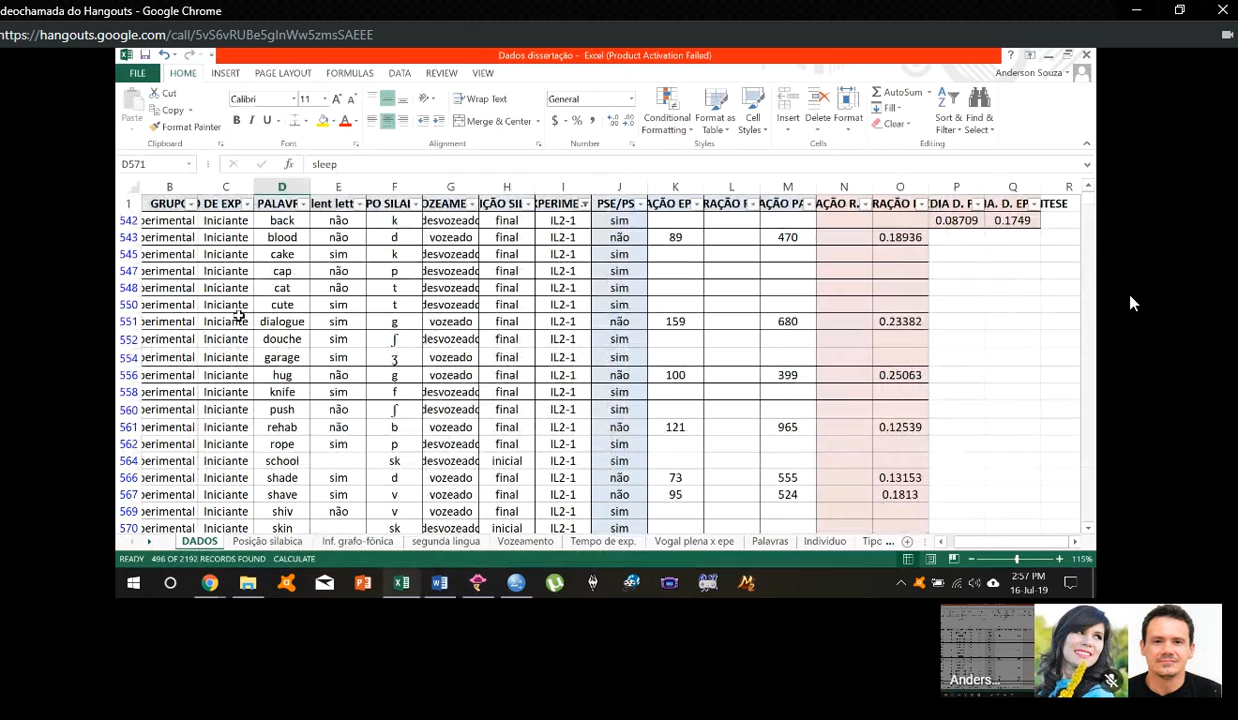 deochamada do Hangouts - Google Chrome
https://hangouts.google.com/call/5vS6vRUBe5gInWw5zmsSAEEE
Dados dissertação - Excel (Product Activation Failed)
FILE HOME INSERT PAGE LAYOUT FORMULAS DATA REVIEW VIEW Anderson Souza
Cut
Copy
Format Painter
Paste
Clipboard
Calibri 11
B I U
Font
Wrap Text
Merge & Center
Alignment
General
$ % ,
Number
Conditional Formatting
Format as Table
Cell Styles
Styles
Insert Delete Format
Cells
AutoSum
Fill
Clear
Sort & Filter
Find & Select
Editing
D571 fx sleep
B C D E F G H I J K L M N O P Q R
1 GRUPO O DE EXP PALAVR lent lett PO SILAI OZEAME IÇÃO SIL XPERIME PSE/PS AÇÃO EP RAÇÃO F AÇÃO PA AÇÃO R. RAÇÃO I DIA D. F IA. D. EP NTESE
542 perimental Iniciante back não k desvozeado final IL2-1 sim 0.08709 0.1749
543 perimental Iniciante blood não d vozeado final IL2-1 não 89 470 0.18936
545 perimental Iniciante cake sim k desvozeado final IL2-1 sim
547 perimental Iniciante cap não p desvozeado final IL2-1 sim
548 perimental Iniciante cat não t desvozeado final IL2-1 sim
550 perimental Iniciante cute sim t desvozeado final IL2-1 sim
551 perimental Iniciante dialogue sim g vozeado final IL2-1 não 159 680 0.23382
552 perimental Iniciante douche sim ʃ desvozeado final IL2-1 sim
554 perimental Iniciante garage sim ʒ vozeado final IL2-1 sim
556 perimental Iniciante hug não g vozeado final IL2-1 não 100 399 0.25063
558 perimental Iniciante knife sim f desvozeado final IL2-1 sim
560 perimental Iniciante push não ʃ desvozeado final IL2-1 sim
561 perimental Iniciante rehab não b vozeado final IL2-1 não 121 965 0.12539
562 perimental Iniciante rope sim p desvozeado final IL2-1 sim
564 perimental Iniciante school sk desvozeado inicial IL2-1 sim
566 perimental Iniciante shade sim d vozeado final IL2-1 não 73 555 0.13153
567 perimental Iniciante shave sim v vozeado final IL2-1 não 95 524 0.1813
569 perimental Iniciante shiv não v vozeado final IL2-1 sim
570 perimental Iniciante skin sk desvozeado inicial IL2-1 sim
DADOS Posição silabica Inf. grafo-fônica segunda lingua Vozeamento Tempo de exp. Vogal plena x epe Palavras Individuo Tipo ...
READY 496 OF 2192 RECORDS FOUND CALCULATE 115%
2:57 PM
16-Jul-19
Anders...